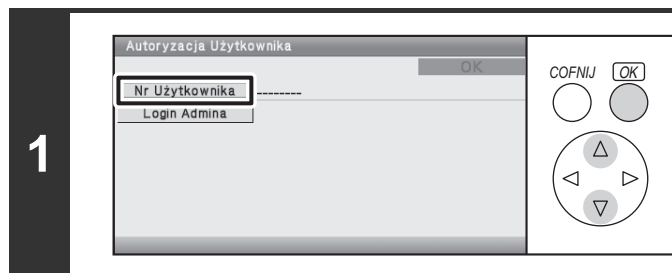 1
Autoryzacja Użytkownika
OK
Nr Użytkownika --------
Login Admina
COFNIJ OK